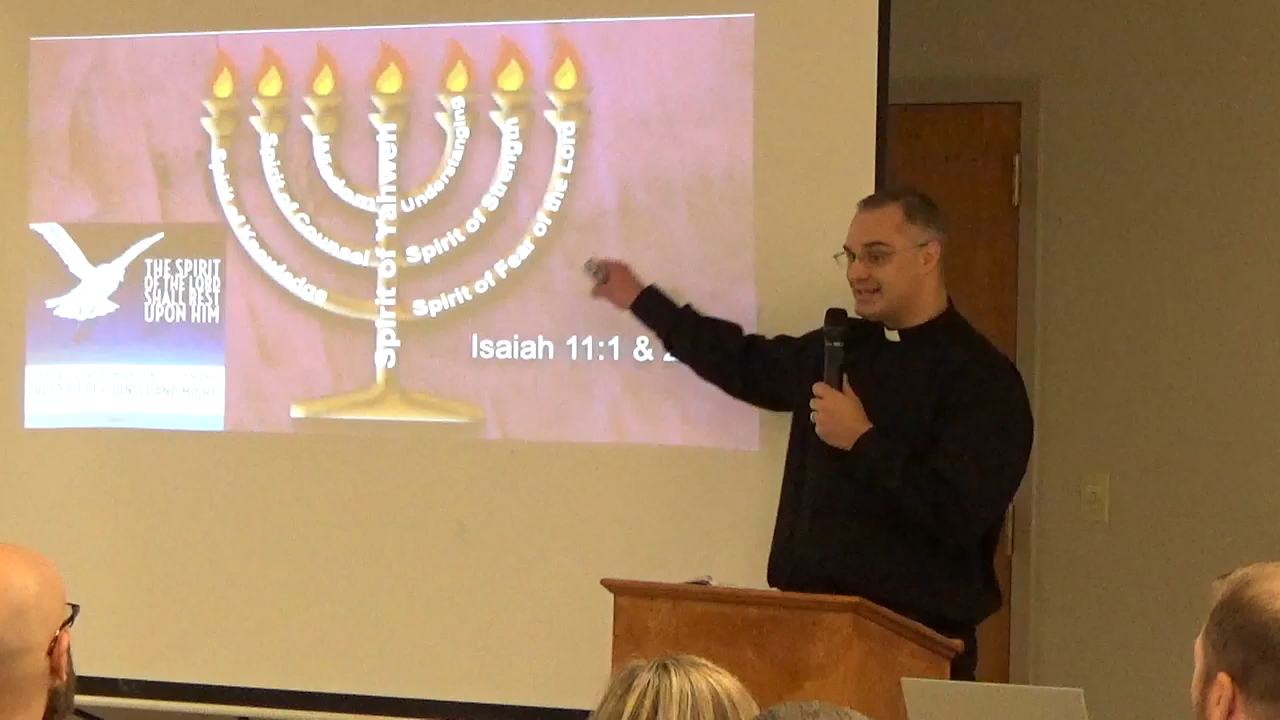 Spirit of Knowledge
Spirit of Counsel
Wisdom
Spirit of Yahweh
Understanding
Spirit of Strength
Spirit of Fear of the Lord
THE SPIRIT
OF THE LORD
SHALL REST
UPON HIM
Isaiah 11:1 & 2